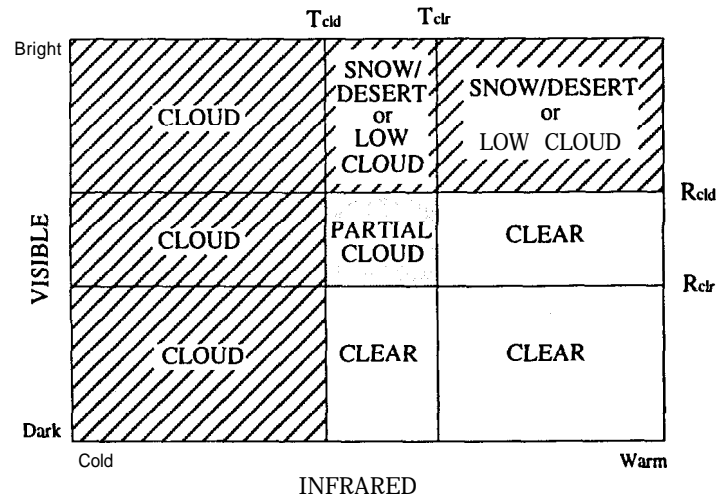 Tcld Tclr
Bright
SNOW/
DESERT
or
LOW
CLOUD
SNOW/DESERT
or
LOW CLOUD
CLOUD
Rcld
CLOUD
PARTIAL
CLOUD
CLEAR
VISIBLE
Rclr
CLOUD
CLEAR
CLEAR
Dark
Cold
Warm
INFRARED